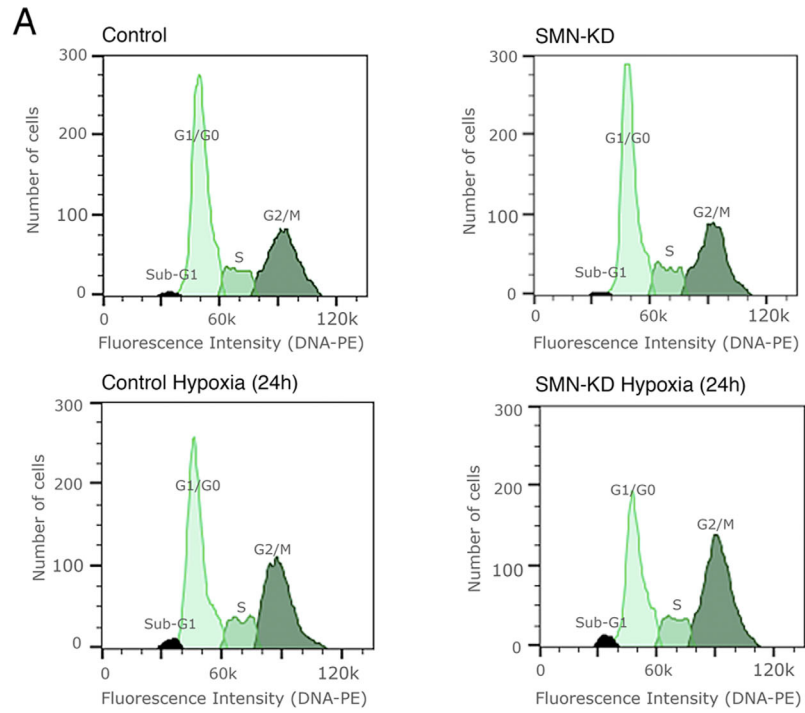 A
Control
Number of cells
300
200
100
0
G1/G0
Sub-G1
S
G2/M
0
60k
120k
Fluorescence Intensity (DNA-PE)
SMN-KD
Number of cells
300
200
100
0
G1/G0
Sub-G1
S
G2/M
0
60k
120k
Fluorescence Intensity (DNA-PE)
Control Hypoxia (24h)
Number of cells
300
200
100
0
G1/G0
Sub-G1
S
G2/M
0
60k
120k
Fluorescence Intensity (DNA-PE)
SMN-KD Hypoxia (24h)
Number of cells
300
200
100
0
G1/G0
Sub-G1
S
G2/M
0
60k
120k
Fluorescence Intensity (DNA-PE)